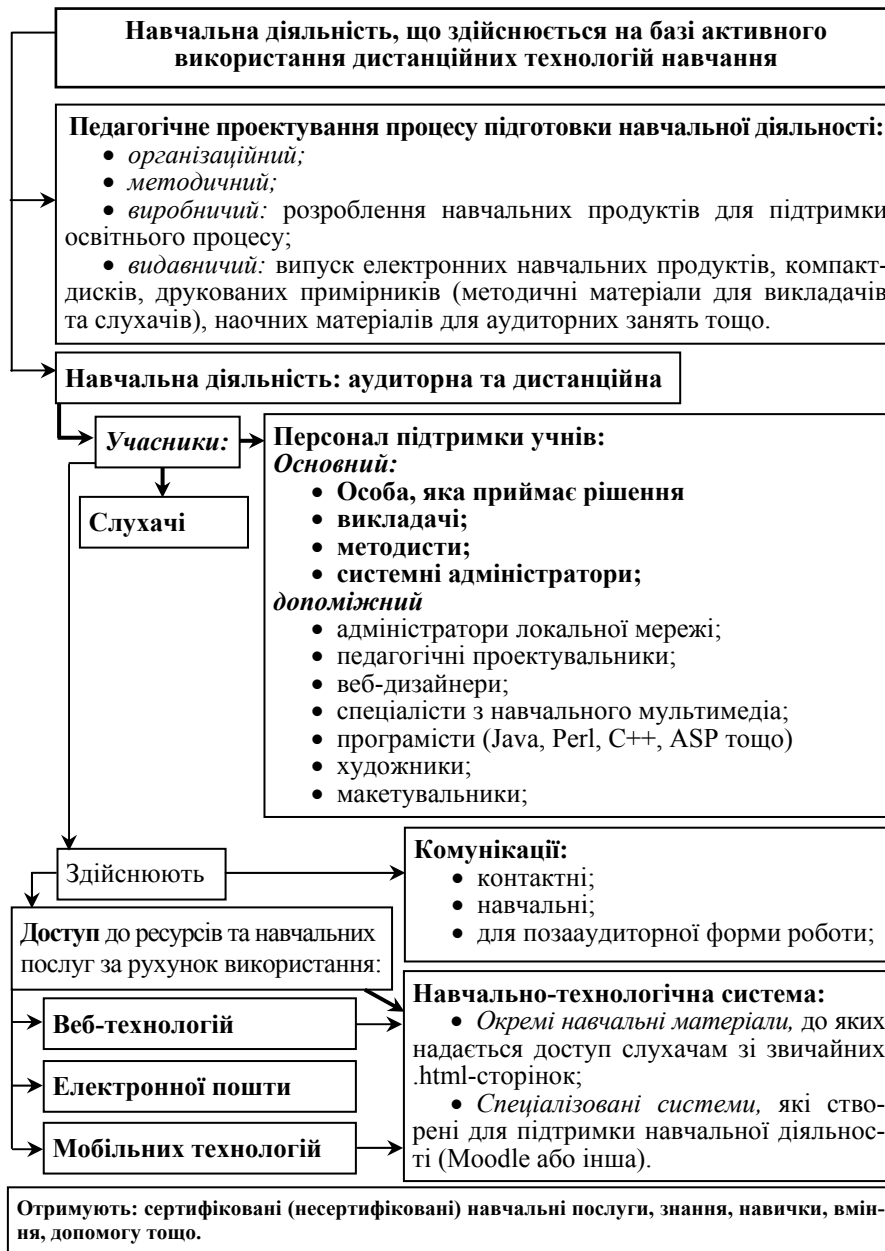 Навчальна діяльність, що здійснюється на базі активного
використання дистанційних технологій навчання
Педагогічне проектування процесу підготовки навчальної діяльності:
• організаційний;
• методичний;
• виробничий: розроблення навчальних продуктів для підтримки
освітнього процесу;
• видавничий: випуск електронних навчальних продуктів, компакт-
дисків, друкованих примірників (методичні матеріали для викладачів
та слухачів), наочних матеріалів для аудиторних занять тощо.
Навчальна діяльність: аудиторна та дистанційна
Учасники:
Слухачі
Персонал підтримки учнів:
Основний:
• Особа, яка приймає рішення
• викладачі;
• методисти;
• системні адміністратори;
допоміжний
• адміністратори локальної мережі;
• педагогічні проектувальники;
• веб-дизайнери;
• спеціалісти з навчального мультимедіа;
• програмісти (Java, Perl, C++, ASP тощо)
• художники;
• макетувальники;
Здійснюють
Комунікації:
• контактні;
• навчальні;
• для позааудиторної форми роботи;
Доступ до ресурсів та навчальних
послуг за рухунок використання:
Веб-технологій
Електронної пошти
Мобільних технологій
Навчально-технологічна система:
• Окремі навчальні матеріали, до яких
надається доступ слухачам зі звичайних
.html-сторінок;
• Спеціалізовані системи, які ство-
рені для підтримки навчальної діяльнос-
ті (Moodle або інша).
Отримують: сертифіковані (несертифіковані) навчальні послуги, знання, навички, вмін-
ня, допомогу тощо.